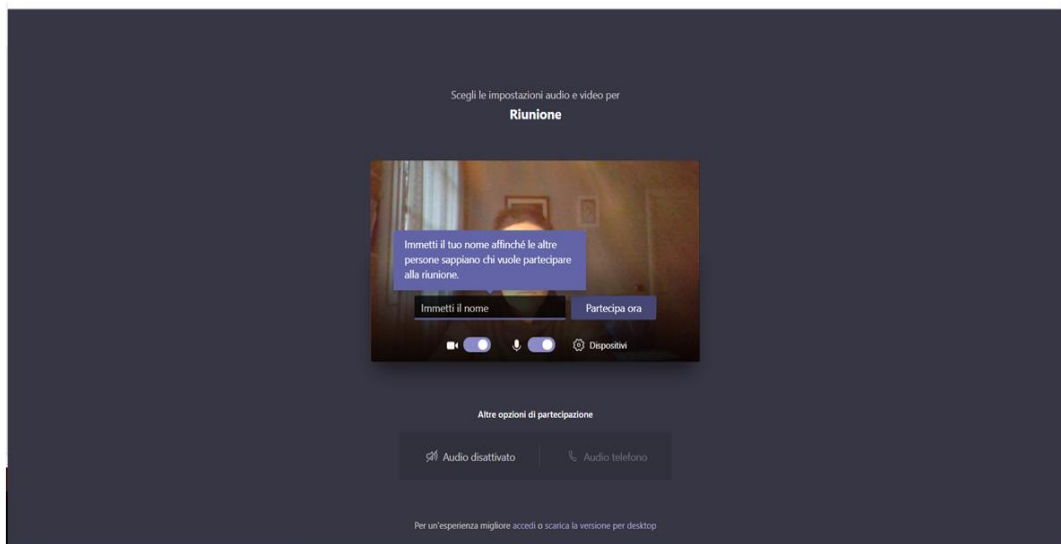 Scegli le impostazioni audio e video per
Riunione
Immetti il tuo nome affinché le altre
persone sappiano chi vuole partecipare
alla riunione.
Immetti il nome
Partecipa ora
Dispositivi
Altre opzioni di partecipazione
Audio disattivato
Audio telefono
Per un'esperienza migliore accedi o scarica la versione per desktop